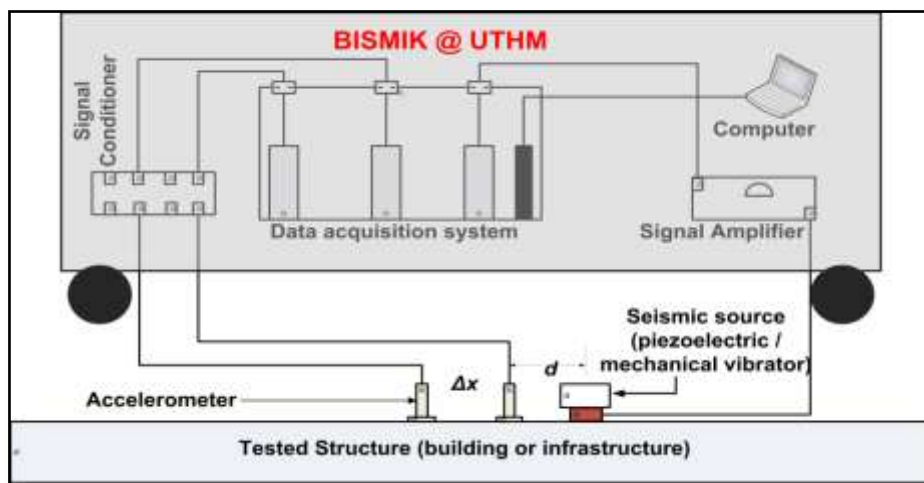 BISMIK @ UTHM
Signal
Conditioner
Computer
Data acquisition system
Signal Amplifier
Seismic source
(piezoelectric /
mechanical vibrator)
d
Δx
Accelerometer
Tested Structure (building or infrastructure)